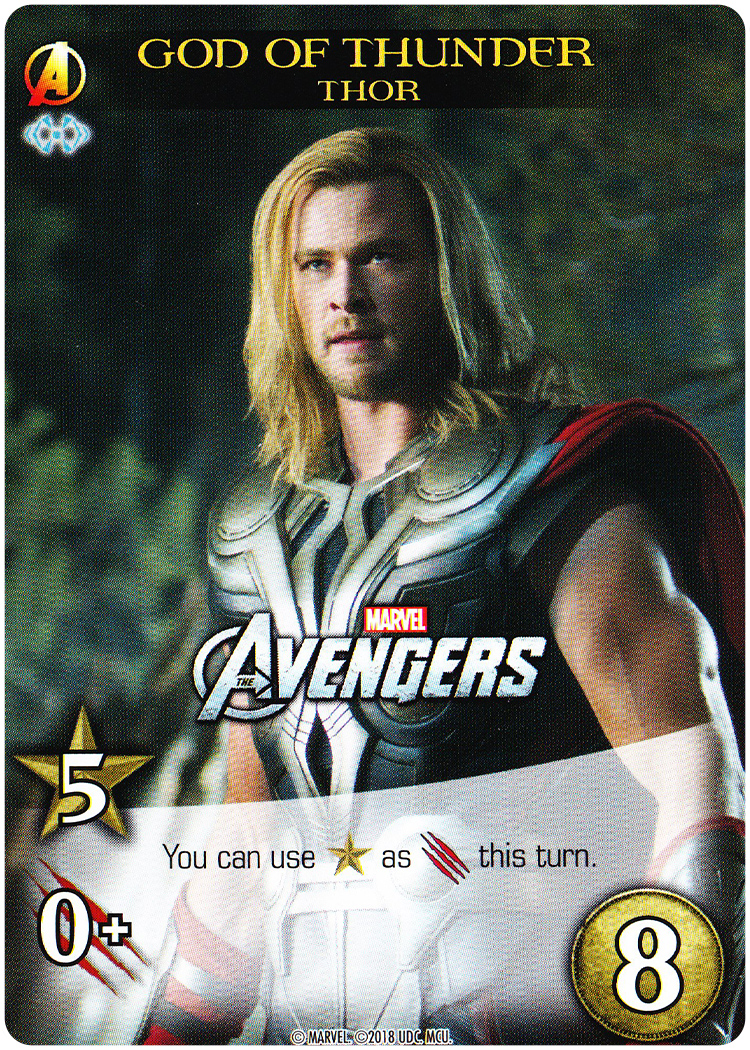 GOD OF THUNDER
THOR
MARVEL
THE AVENGERS
5
You can use as this turn.
0+
8
© MARVEL. ©2018 UDC, MCU.